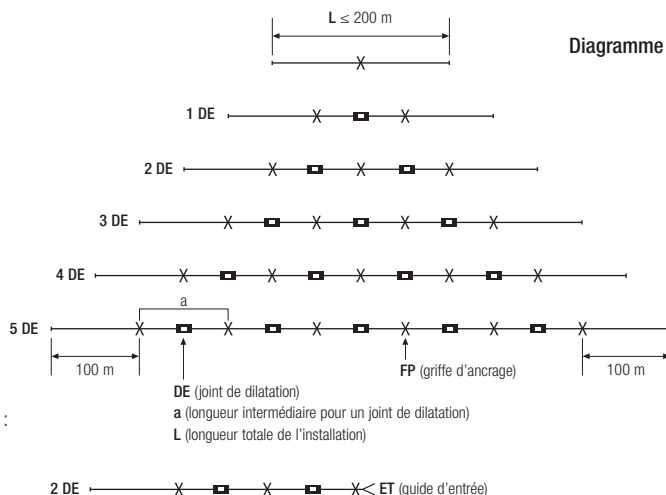 L ≤ 200 m
Diagramme
1 DE
2 DE
3 DE
4 DE
a
5 DE
100 m
FP (griffe d'ancrage)
100 m
DE (joint de dilatation)
a (longueur intermédiaire pour un joint de dilatation)
:
L (longueur totale de l'installation)
2 DE
ET (guide d'entrée)